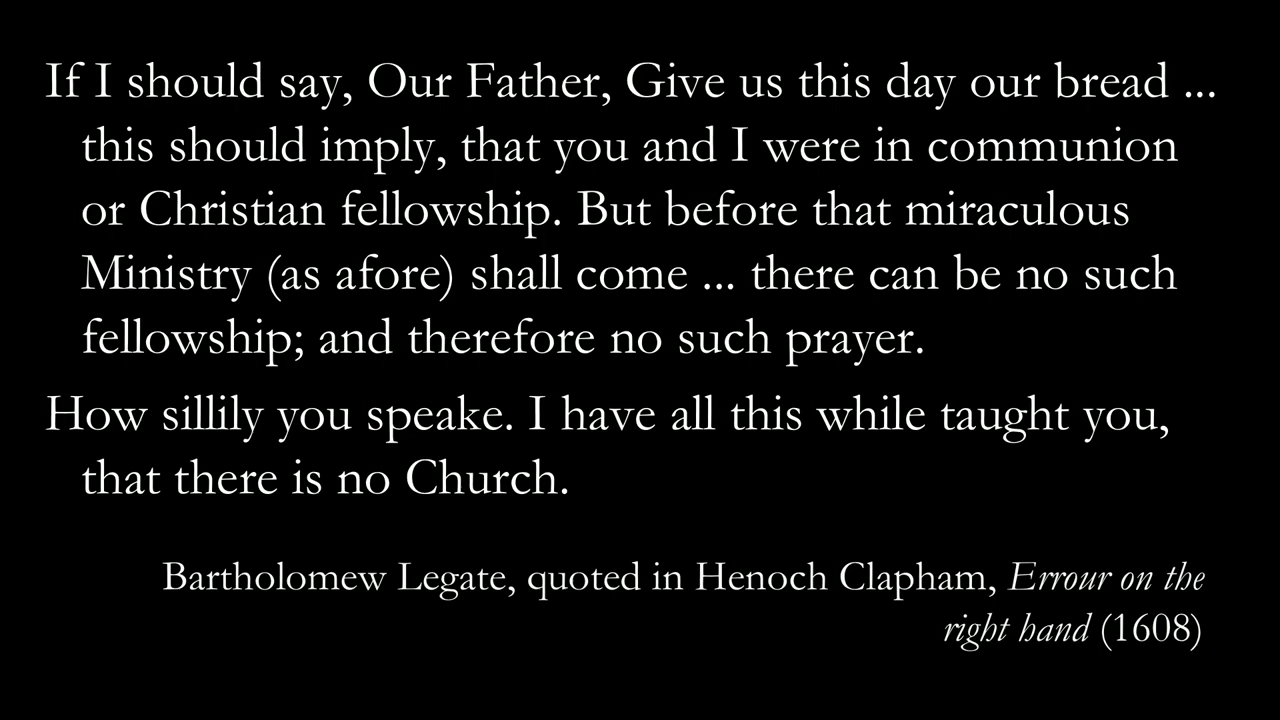 If I should say, Our Father, Give us this day our bread ...
this should imply, that you and I were in communion
or Christian fellowship. But before that miraculous
Ministry (as afore) shall come ... there can be no such
fellowship; and therefore no such prayer.
How sillily you speake. I have all this while taught you,
that there is no Church.
Bartholomew Legate, quoted in Henoch Clapham, Errour on the
right hand (1608)